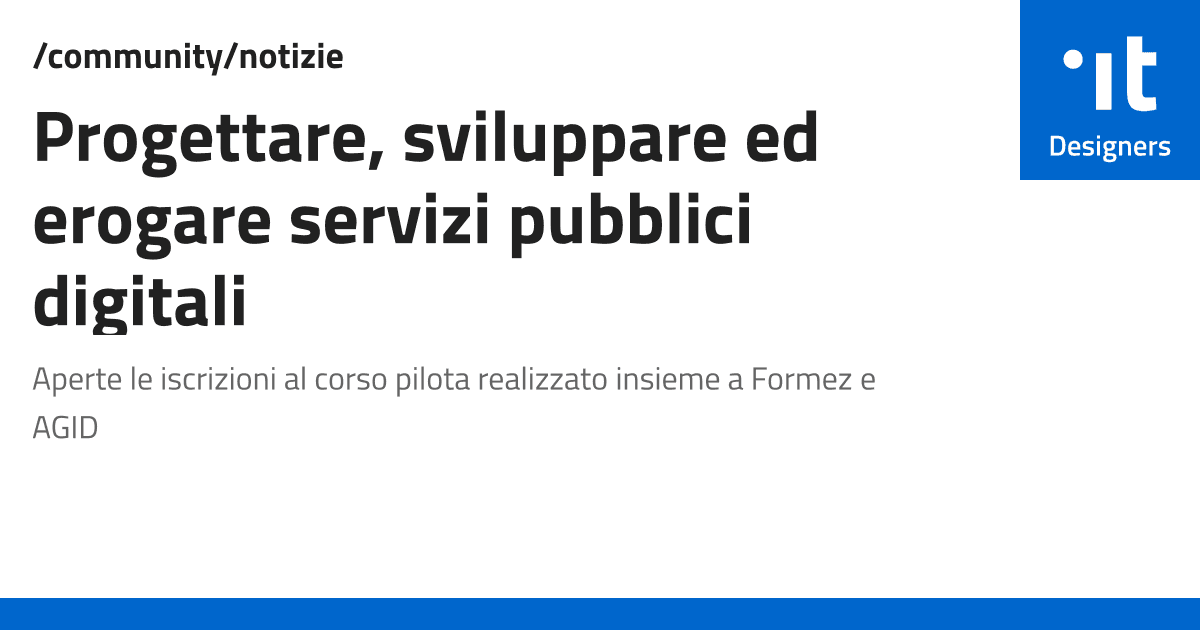 /community/notizie
Progettare, sviluppare ed
erogare servizi pubblici
digitali
Aperte le iscrizioni al corso pilota realizzato insieme a Formez e
AGID
it
Designers